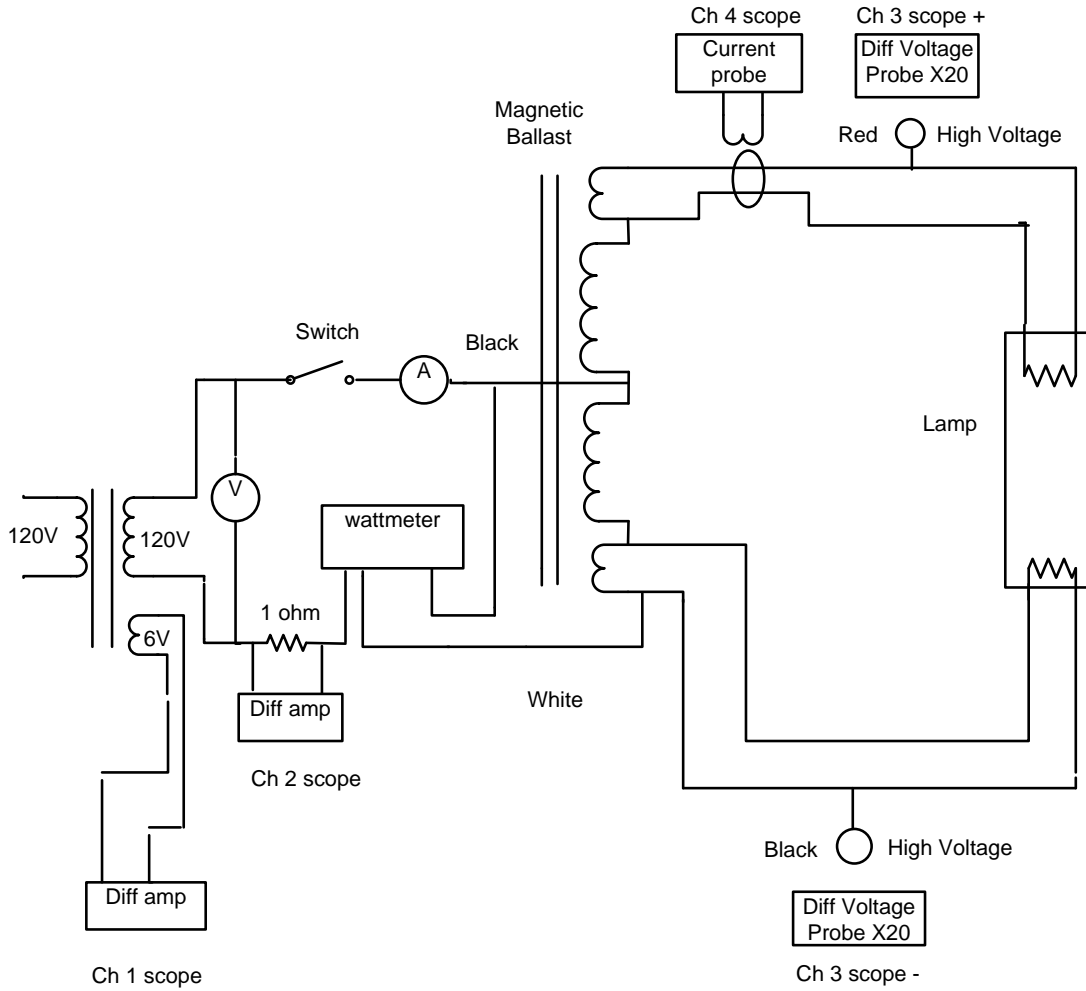 Ch 4 scope
Ch 3 scope +
Current
probe
Diff Voltage
Probe X20
Magnetic
Ballast
Red
High Voltage
Switch
Black
A
Lamp
V
wattmeter
120V
120V
1 ohm
6V
Diff amp
White
Ch 2 scope
Black
High Voltage
Diff amp
Diff Voltage
Probe X20
Ch 1 scope
Ch 3 scope -